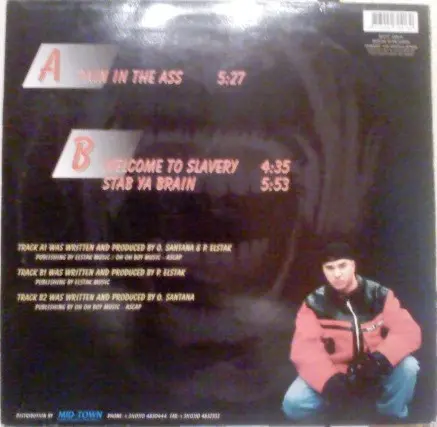 A
IN THE ASS 5:27
B
WELCOME TO SLAVERY 4:35
STAB YA BRAIN 5:53
TRACK A1 WAS WRITTEN AND PRODUCED BY O. SANTANA & P. ELSTAK
PUBLISHING BY ELSTAK MUSIC / OH OH BOY MUSIC - ASCAP
TRACK B1 WAS WRITTEN AND PRODUCED BY P. ELSTAK
PUBLISHING BY ELSTAK MUSIC
TRACK B2 WAS WRITTEN AND PRODUCED BY O. SANTANA
PUBLISHING BY OH OH BOY MUSIC - ASCAP
DISTRIBUTION BY MID-TOWN PHONE